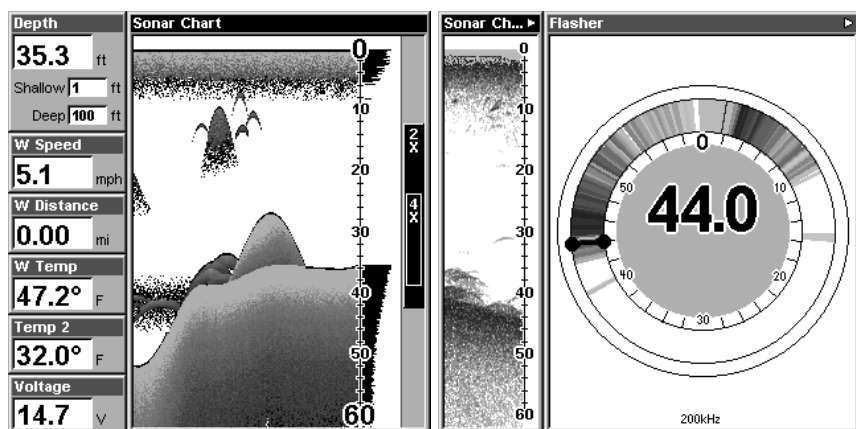 Depth
35.3 ft
Shallow 1 ft
Deep 100 ft
W Speed
5.1 mph
W Distance
0.00 mi
W Temp
47.2° F
Temp 2
32.0° F
Voltage
14.7 V
Sonar Chart
0
10
20
30
40
50
60
2X
4X
Sonar Ch...
0
10
20
30
40
50
60
Flasher
0
10
20
30
40
50
44.0
200kHz